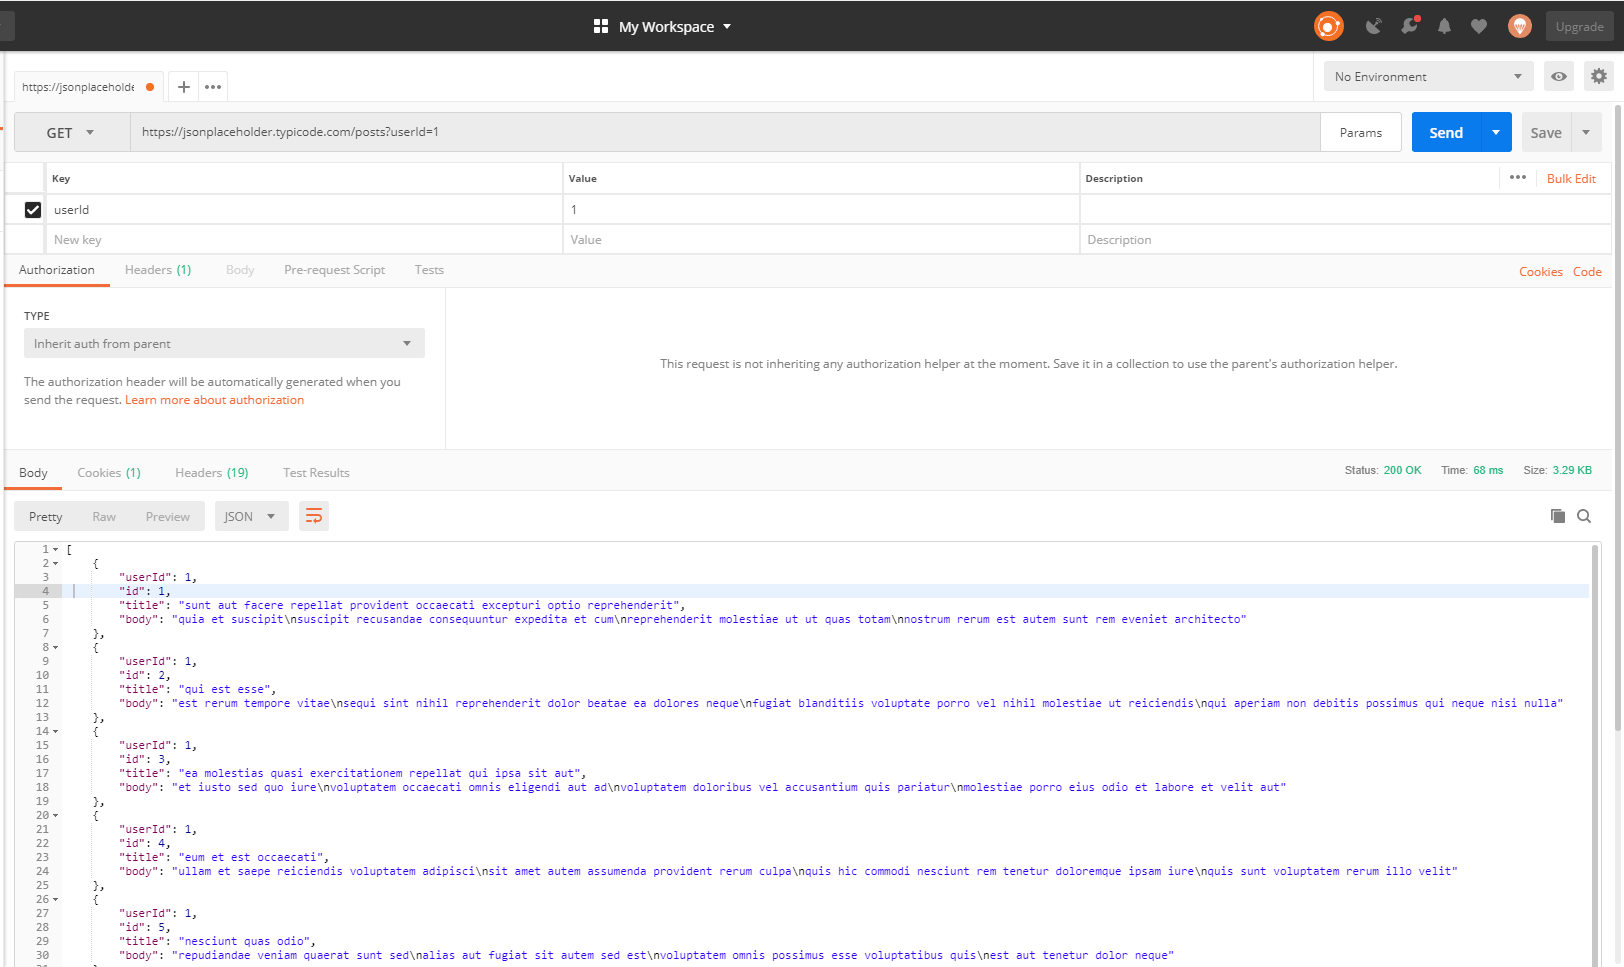 My Workspace
Upgrade
https://jsonplaceholde
No Environment
GET
https://jsonplaceholder.typicode.com/posts?userId=1
Params
Send
Save
Key Value Description ••• Bulk Edit
userId 1
New key Value Description
Authorization Headers (1) Body Pre-request Script Tests Cookies Code
TYPE
Inherit auth from parent
The authorization header will be automatically generated when you
send the request. Learn more about authorization
This request is not inheriting any authorization helper at the moment. Save it in a collection to use the parent's authorization helper.
Body Cookies (1) Headers (19) Test Results Status: 200 OK Time: 68 ms Size: 3.29 KB
Pretty Raw Preview JSON
1 [
2 {
3 "userId": 1,
4 "id": 1,
5 "title": "sunt aut facere repellat provident occaecati excepturi optio reprehenderit",
6 "body": "quia et suscipit\nsuscipit recusandae consequuntur expedita et cum\nreprehenderit molestiae ut ut quas totam\nnostrum rerum est autem sunt rem eveniet architecto"
7 },
8 {
9 "userId": 1,
10 "id": 2,
11 "title": "qui est esse",
12 "body": "est rerum tempore vitae\nsequi sint nihil reprehenderit dolor beatae ea dolores neque\nfugiat blanditiis voluptate porro vel nihil molestiae ut reiciendis\nqui aperiam non debitis possimus qui neque nisi nulla"
13 },
14 {
15 "userId": 1,
16 "id": 3,
17 "title": "ea molestias quasi exercitationem repellat qui ipsa sit aut",
18 "body": "et iusto sed quo iure\nvoluptatem occaecati omnis eligendi aut ad\nvoluptatem doloribus vel accusantium quis pariatur\nmolestiae porro eius odio et labore et velit aut"
19 },
20 {
21 "userId": 1,
22 "id": 4,
23 "title": "eum et est occaecati",
24 "body": "ullam et saepe reiciendis voluptatem adipisci\nsit amet autem assumenda provident rerum culpa\nquis hic commodi nesciunt rem tenetur doloremque ipsam iure\nquis sunt voluptatem rerum illo velit"
25 },
26 {
27 "userId": 1,
28 "id": 5,
29 "title": "nesciunt quas odio",
30 "body": "repudiandae veniam quaerat sunt sed\nalias aut fugiat sit autem sed est\nvoluptatem omnis possimus esse voluptatibus quis\nest aut tenetur dolor neque"